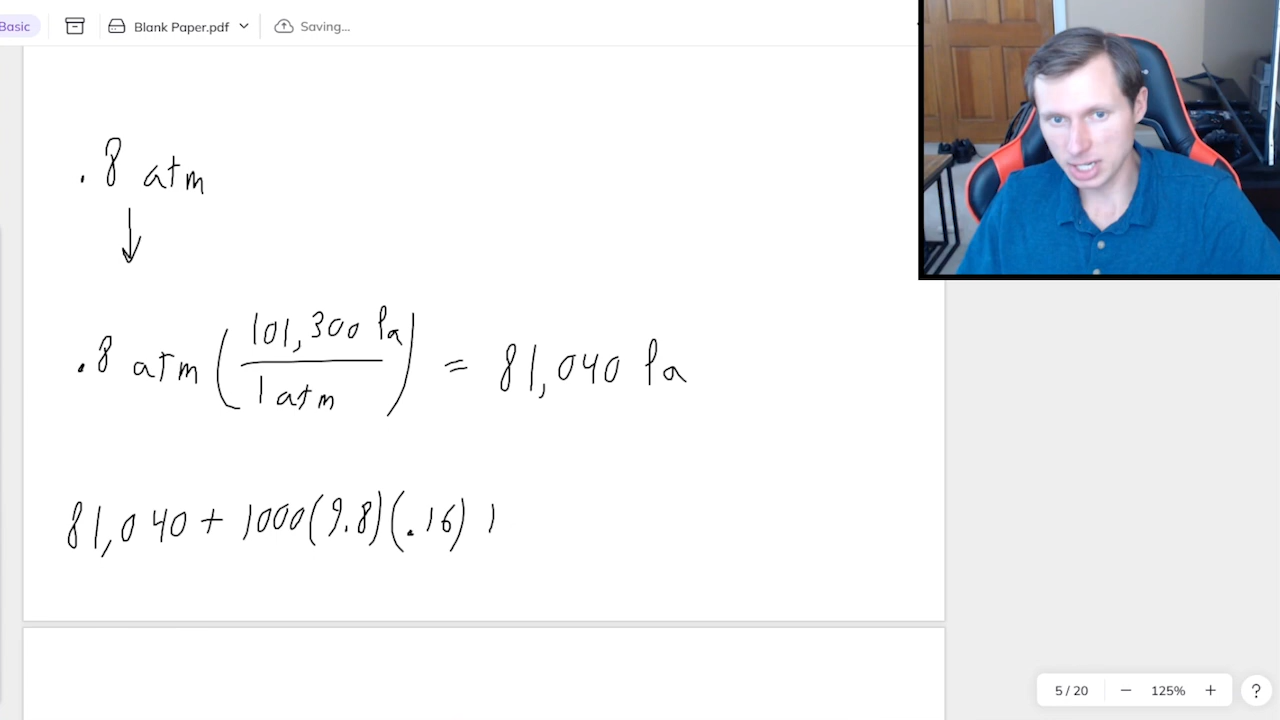 Basic
Blank Paper.pdf
Saving...
.8 atm
.8 atm (101,300 Pa / 1 atm) = 81,040 Pa
81,040 + 1000(9.8)(.16)
5 / 20
125%
?